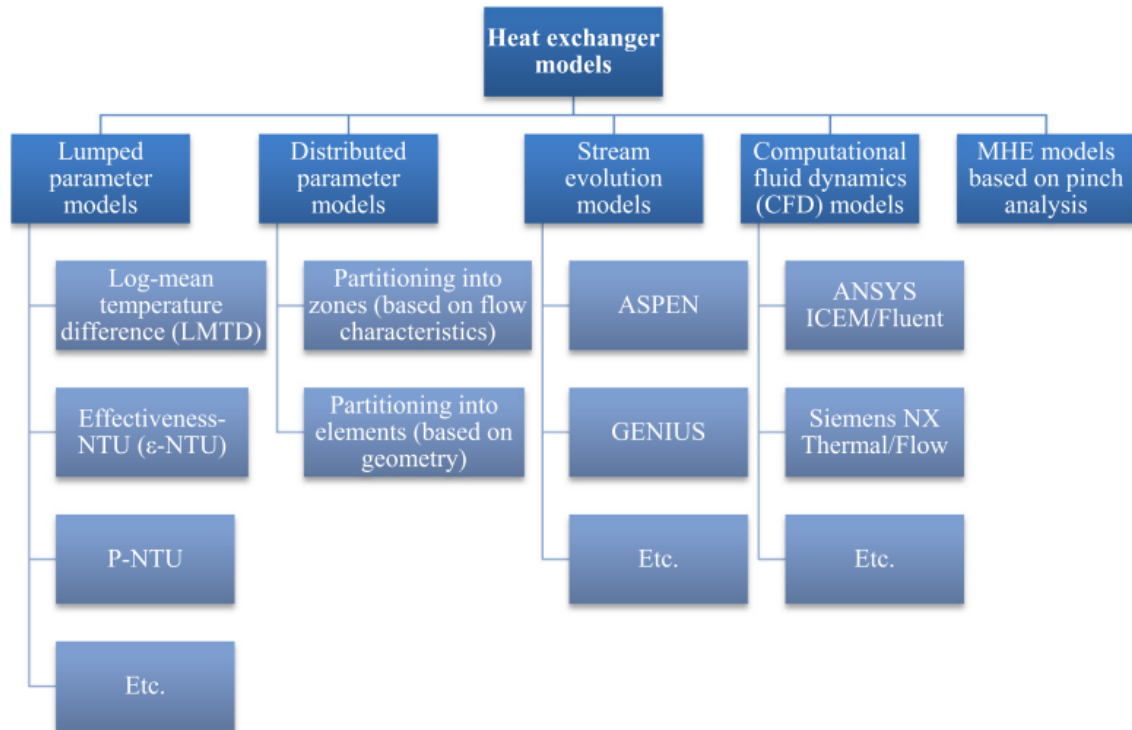 Heat exchanger
models
Lumped
parameter
models
Distributed
parameter
models
Stream
evolution
models
Computational
fluid dynamics
(CFD) models
MHE models
based on pinch
analysis
Log-mean
temperature
difference (LMTD)
Effectiveness-
NTU (ε-NTU)
P-NTU
Etc.
Partitioning into
zones (based on flow
characteristics)
Partitioning into
elements (based on
geometry)
ASPEN
GENIUS
Etc.
ANSYS
ICEM/Fluent
Siemens NX
Thermal/Flow
Etc.